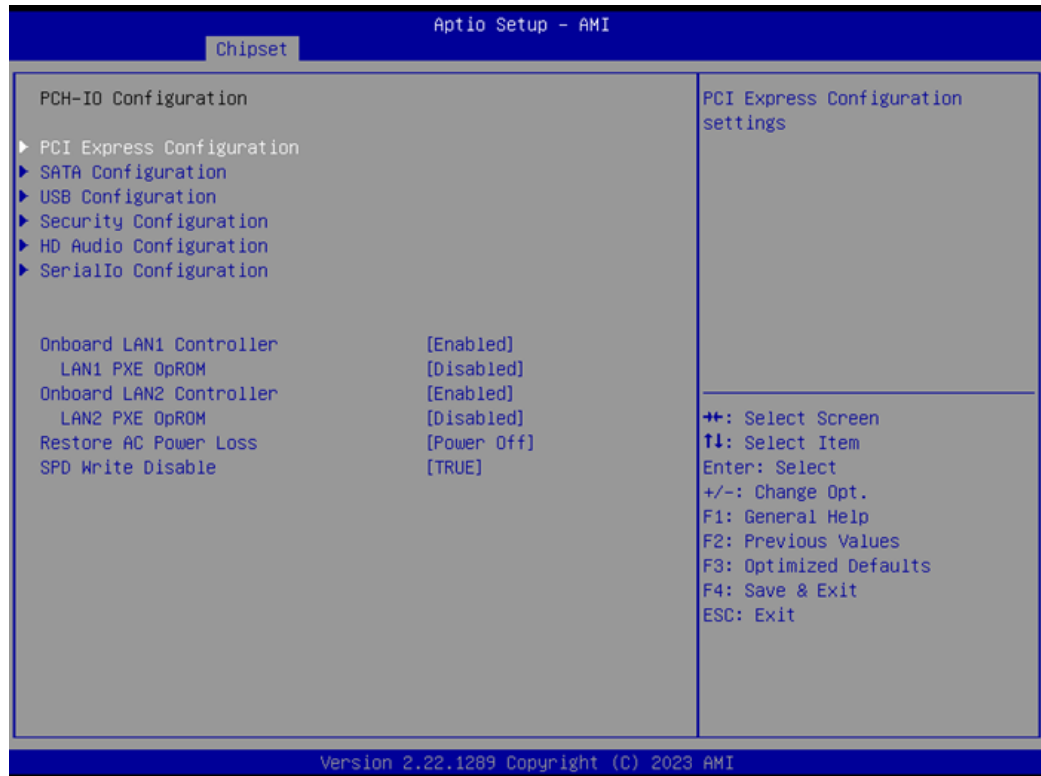 Aptio Setup - AMI
Chipset
PCH-IO Configuration
PCI Express Configuration
SATA Configuration
USB Configuration
Security Configuration
HD Audio Configuration
SerialIo Configuration
Onboard LAN1 Controller [Enabled]
LAN1 PXE OpROM [Disabled]
Onboard LAN2 Controller [Enabled]
LAN2 PXE OpROM [Disabled]
Restore AC Power Loss [Power Off]
SPD Write Disable [TRUE]
PCI Express Configuration
settings
→←: Select Screen
↑↓: Select Item
Enter: Select
+/-: Change Opt.
F1: General Help
F2: Previous Values
F3: Optimized Defaults
F4: Save & Exit
ESC: Exit
Version 2.22.1289 Copyright (C) 2023 AMI